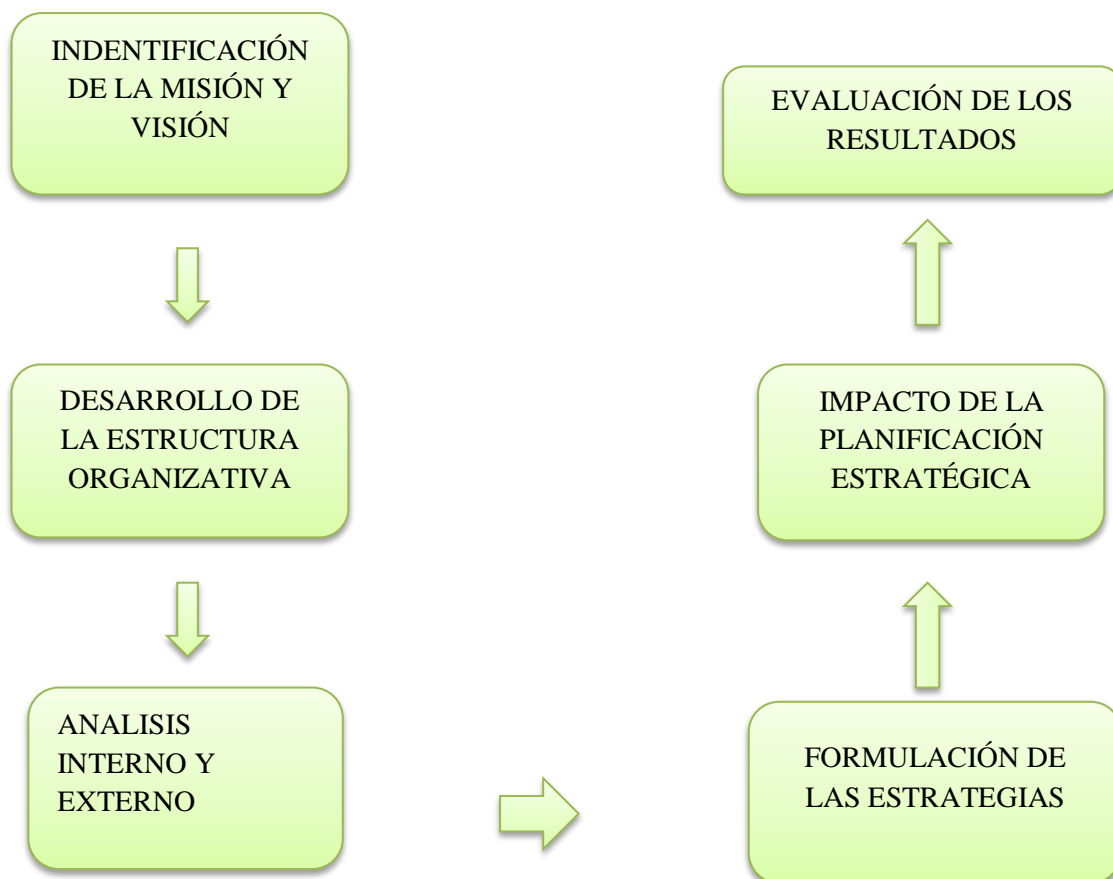 INDENTIFICACIÓN
DE LA MISIÓN Y
VISIÓN
DESARROLLO DE
LA ESTRUCTURA
ORGANIZATIVA
ANALISIS
INTERNO Y
EXTERNO
FORMULACIÓN DE
LAS ESTRATEGIAS
IMPACTO DE LA
PLANIFICACIÓN
ESTRATÉGICA
EVALUACIÓN DE LOS
RESULTADOS